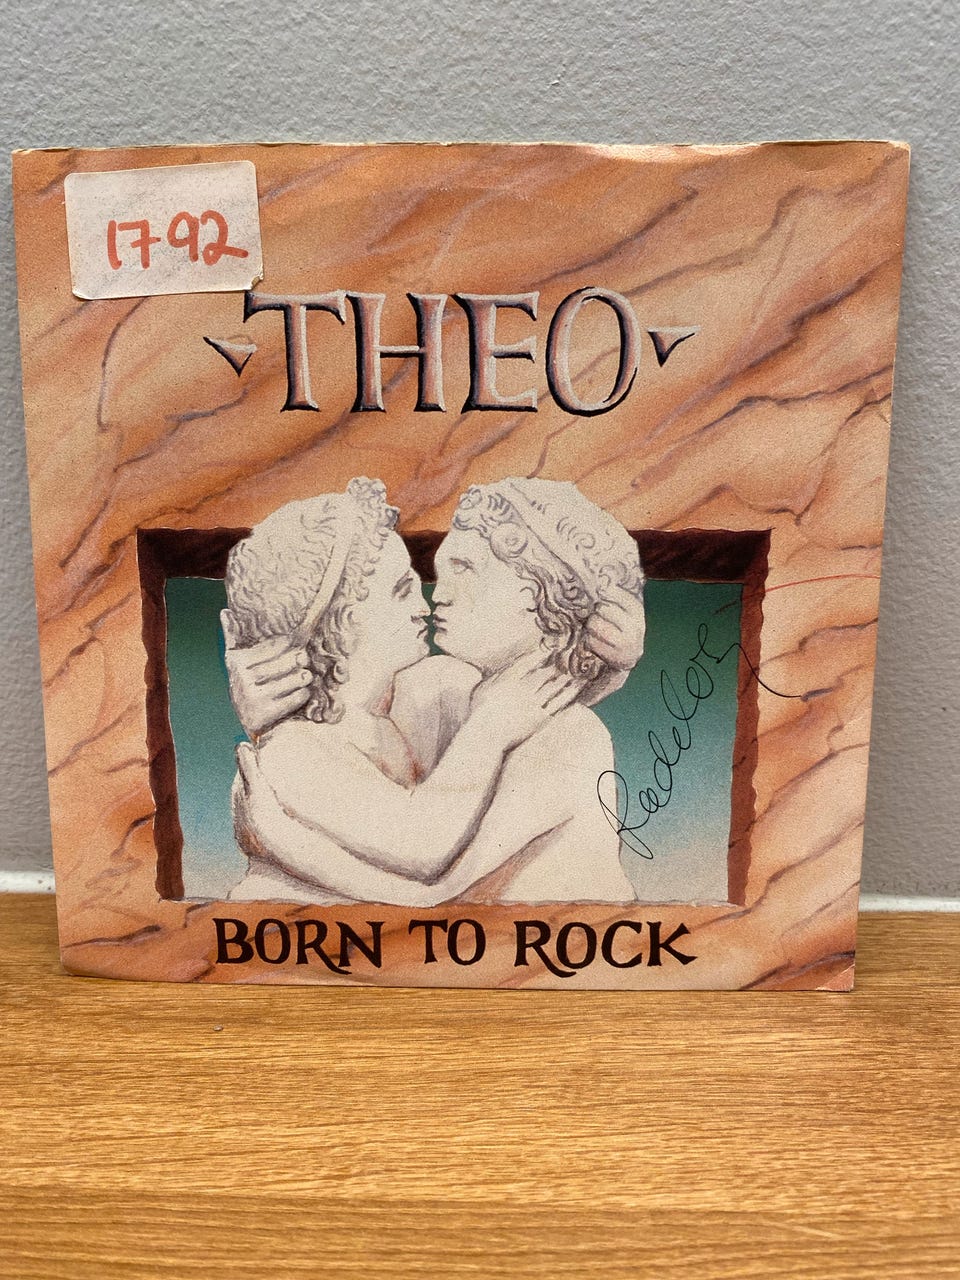 1792
THEO
BORN TO ROCK